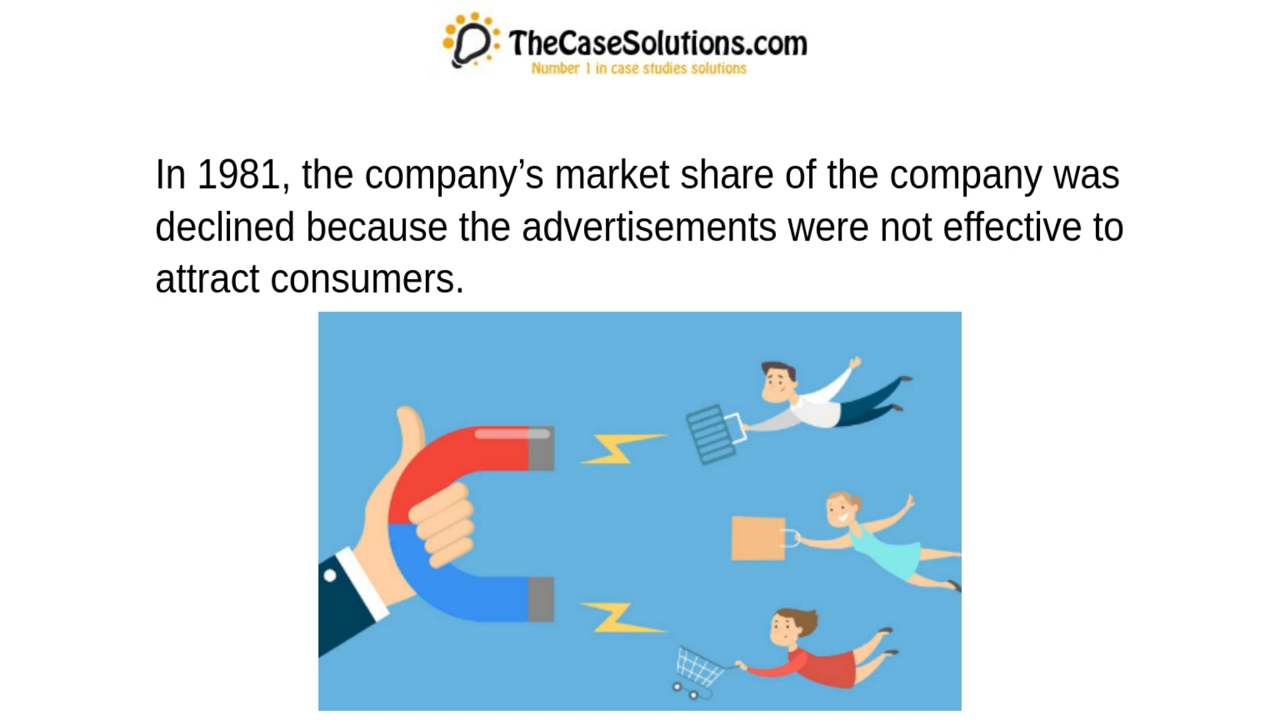 TheCaseSolutions.com
Number 1 in case studies solutions
In 1981, the company’s market share of the company was
declined because the advertisements were not effective to
attract consumers.